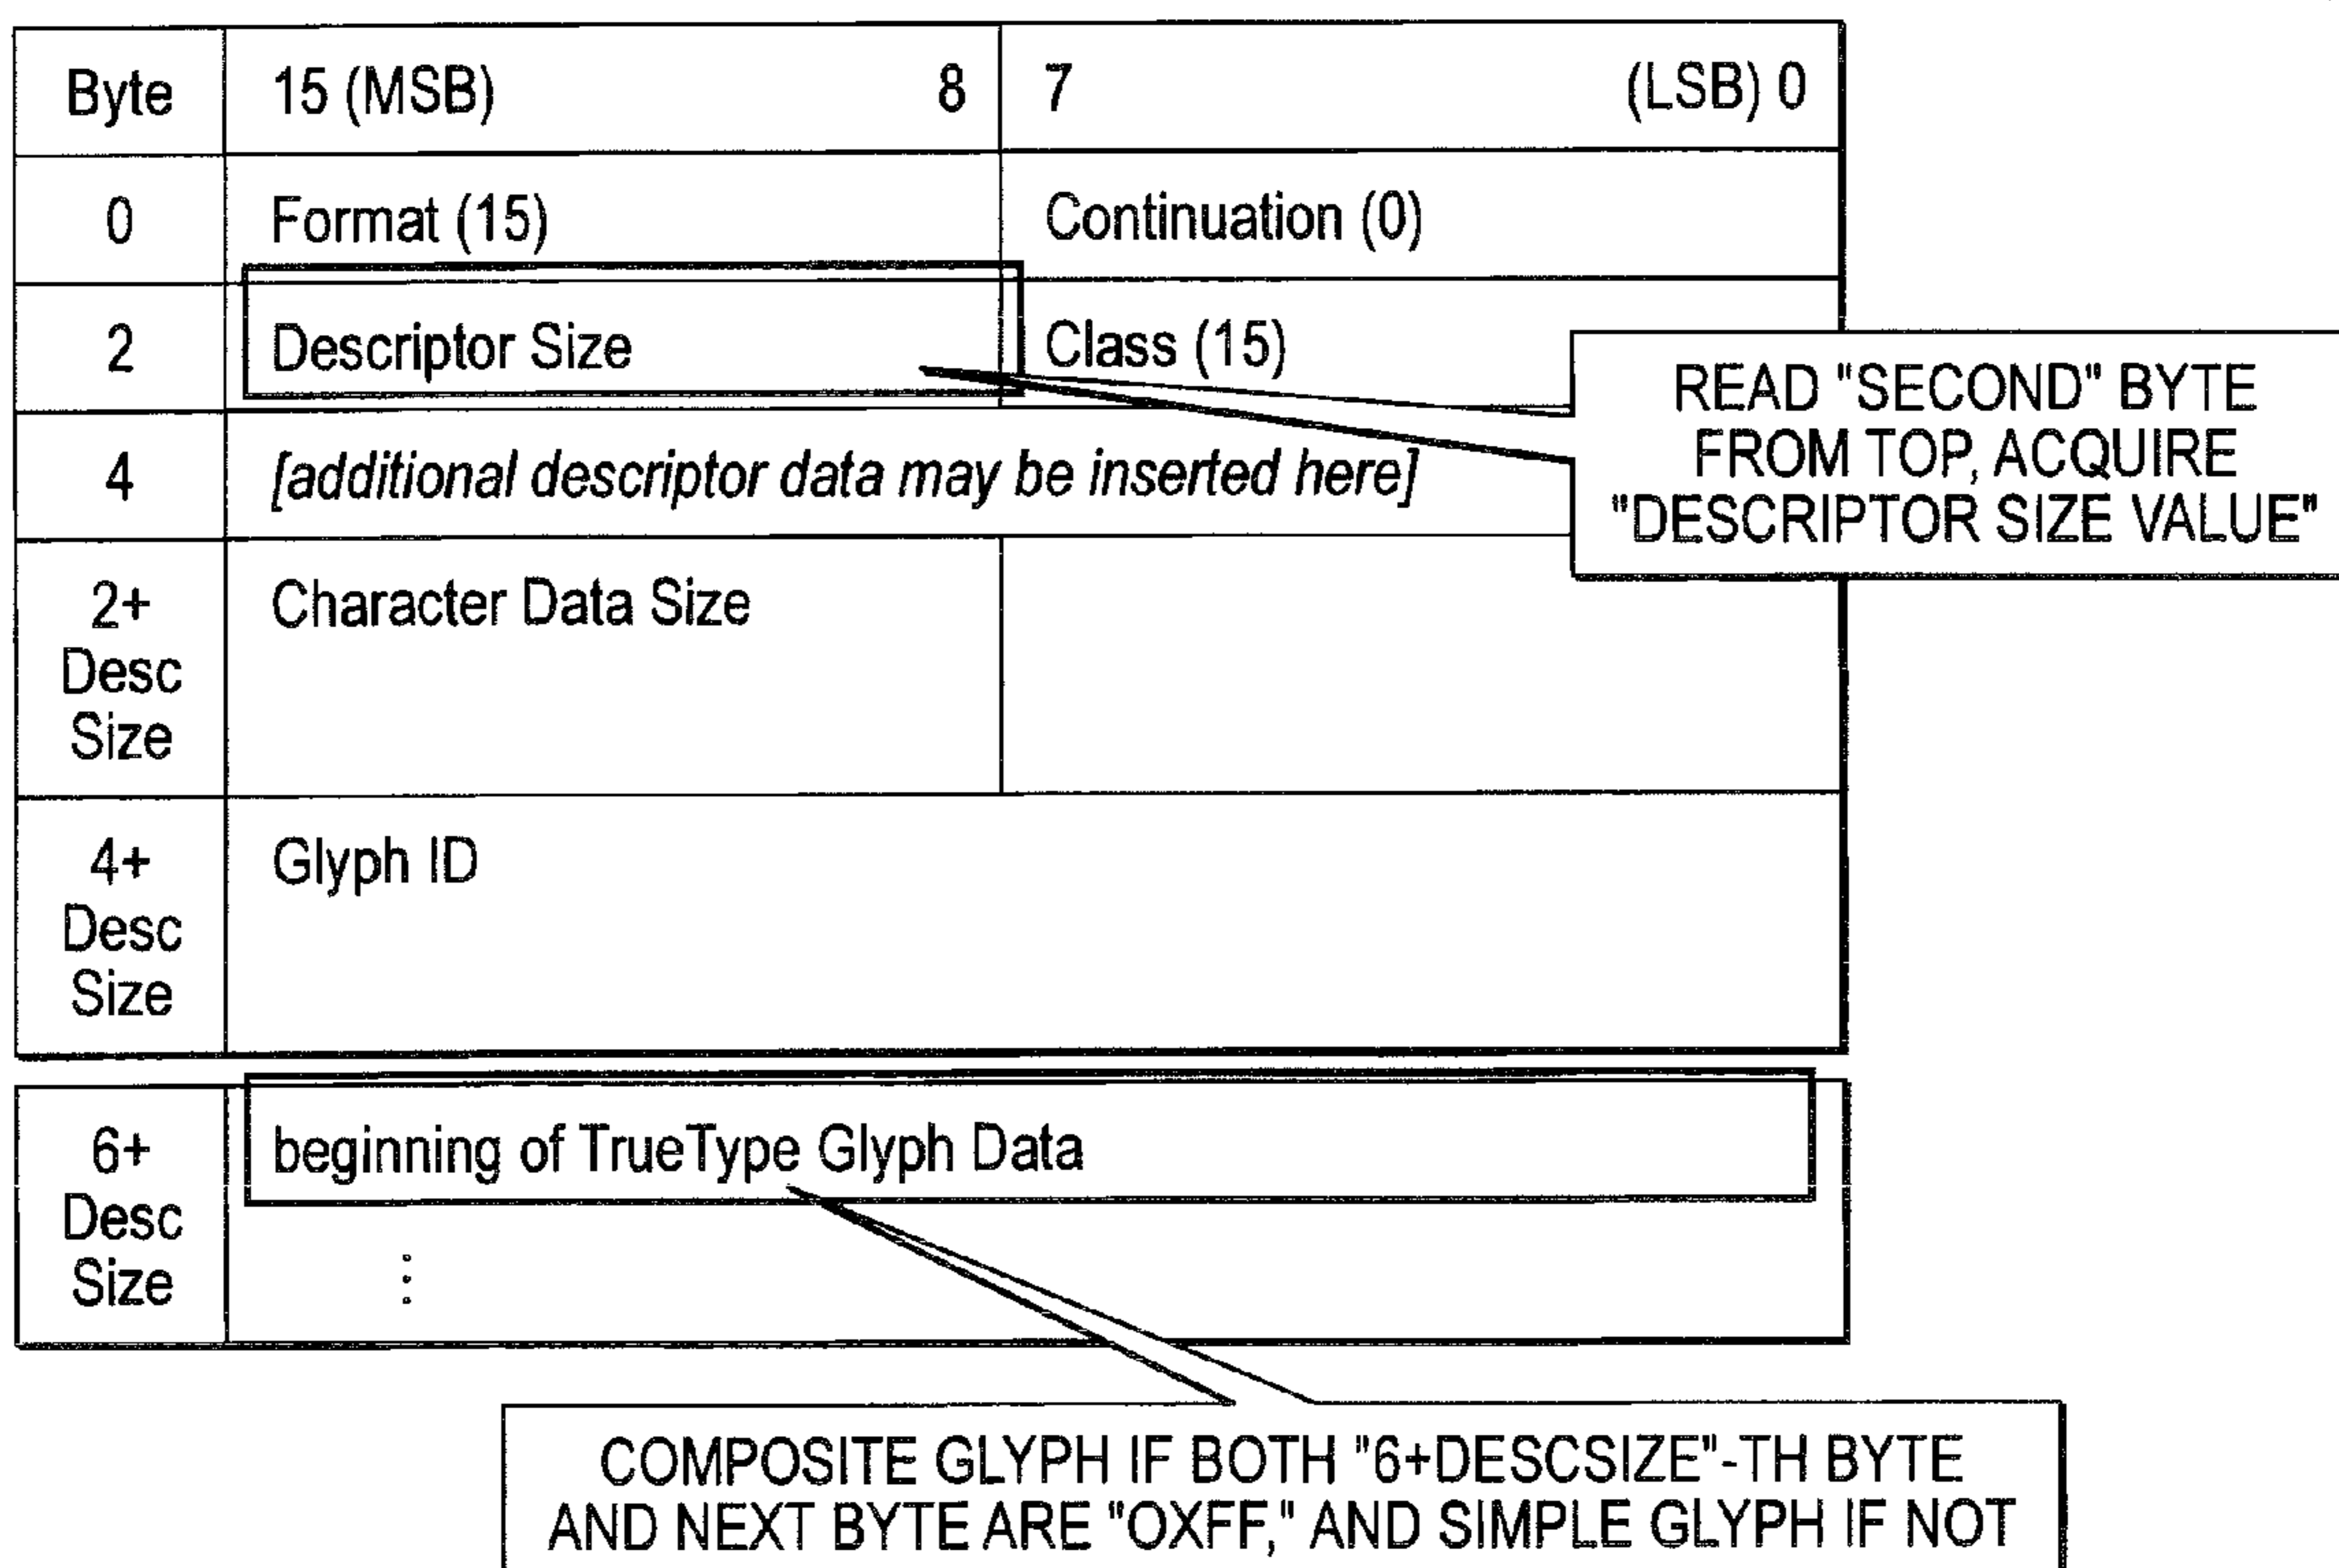 Byte 15 (MSB) 8 7 (LSB) 0
0 Format (15) Continuation (0)
2 Descriptor Size Class (15)
READ "SECOND" BYTE
FROM TOP, ACQUIRE
"DESCRIPTOR SIZE VALUE"
4 [additional descriptor data may be inserted here]
2+ Character Data Size
Desc
Size
4+ Glyph ID
Desc
Size
6+ beginning of TrueType Glyph Data
Desc
Size ⋮
COMPOSITE GLYPH IF BOTH "6+DESCSIZE"-TH BYTE
AND NEXT BYTE ARE "OXFF," AND SIMPLE GLYPH IF NOT